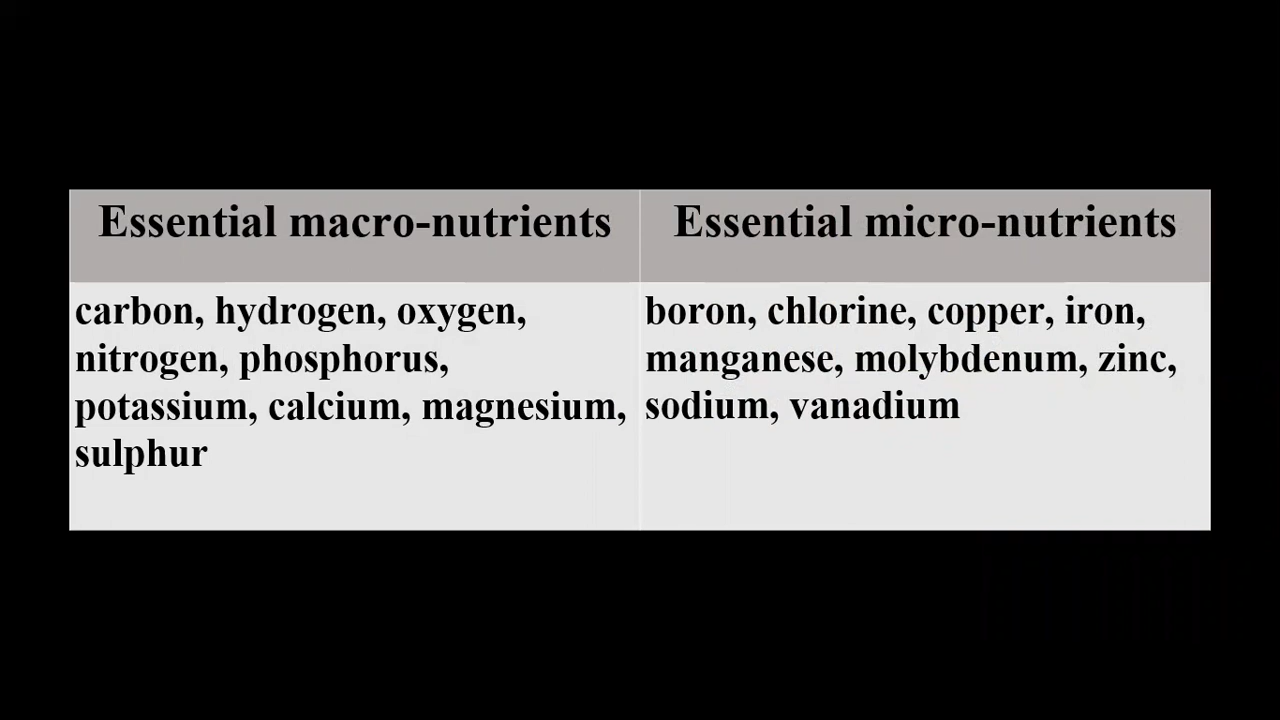 Essential macro-nutrients
Essential micro-nutrients
carbon, hydrogen, oxygen,
nitrogen, phosphorus,
potassium, calcium, magnesium,
sulphur
boron, chlorine, copper, iron,
manganese, molybdenum, zinc,
sodium, vanadium